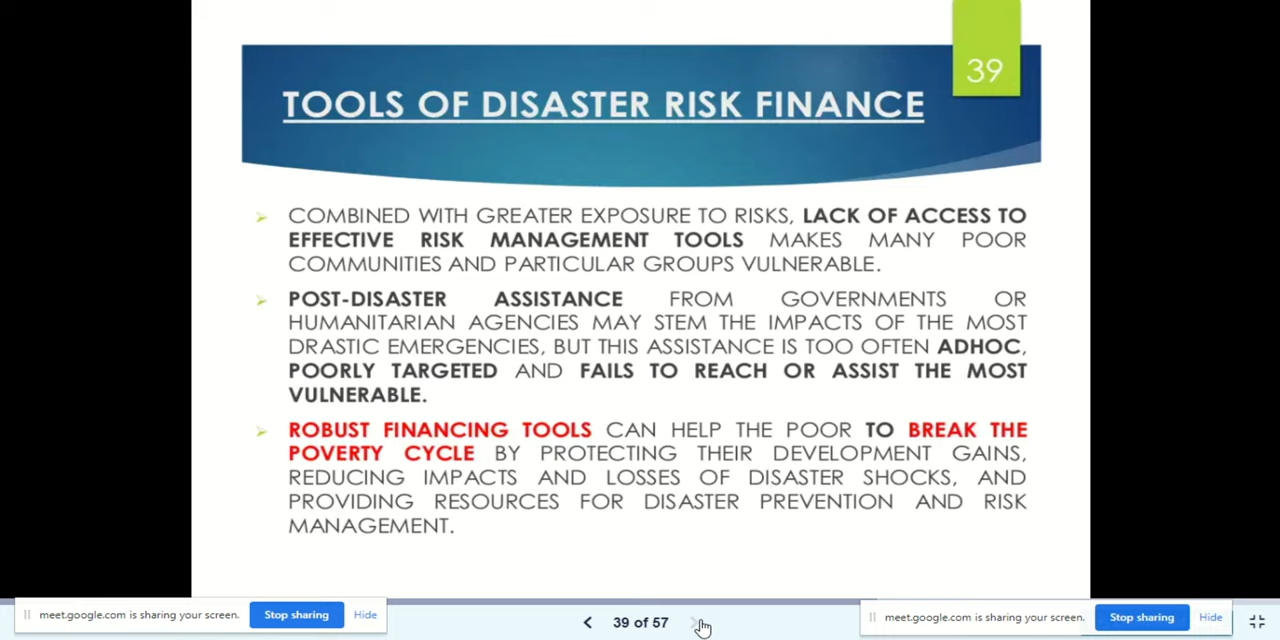 39
TOOLS OF DISASTER RISK FINANCE
COMBINED WITH GREATER EXPOSURE TO RISKS, LACK OF ACCESS TO
EFFECTIVE RISK MANAGEMENT TOOLS MAKES MANY POOR
COMMUNITIES AND PARTICULAR GROUPS VULNERABLE.
POST-DISASTER ASSISTANCE FROM GOVERNMENTS OR
HUMANITARIAN AGENCIES MAY STEM THE IMPACTS OF THE MOST
DRASTIC EMERGENCIES, BUT THIS ASSISTANCE IS TOO OFTEN ADHOC,
POORLY TARGETED AND FAILS TO REACH OR ASSIST THE MOST
VULNERABLE.
ROBUST FINANCING TOOLS CAN HELP THE POOR TO BREAK THE
POVERTY CYCLE BY PROTECTING THEIR DEVELOPMENT GAINS,
REDUCING IMPACTS AND LOSSES OF DISASTER SHOCKS, AND
PROVIDING RESOURCES FOR DISASTER PREVENTION AND RISK
MANAGEMENT.
meet.google.com is sharing your screen. Stop sharing Hide
39 of 57
meet.google.com is sharing your screen. Stop sharing Hide